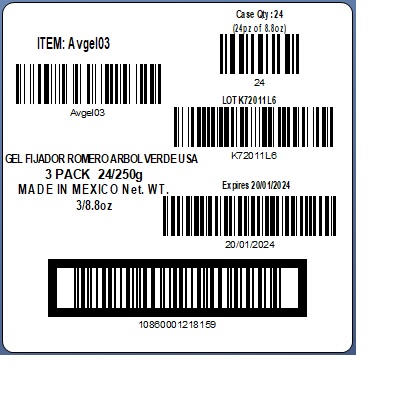 Case Qty : 24
(24pz of 8.8oz)
ITEM: Avgel03
24
Avgel03
LOT K72011L6
K72011L6
GEL FIJADOR ROMERO ARBOL VERDE USA
3 PACK 24/250g
MADE IN MEXICO Net. WT.
3/8.8oz
Expires 20/01/2024
20/01/2024
10860001218159